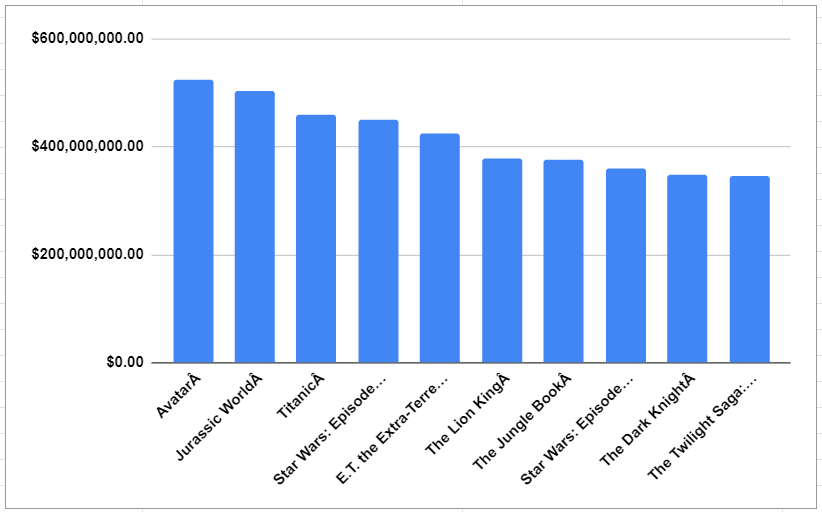 $600,000,000.00
$400,000,000.00
$200,000,000.00
$0.00
AvatarÂ
Jurassic WorldÂ
TitanicÂ
Star Wars: Episode…
E.T. the Extra-Terre…
The Lion KingÂ
The Jungle BookÂ
Star Wars: Episode…
The Dark KnightÂ
The Twilight Saga:…